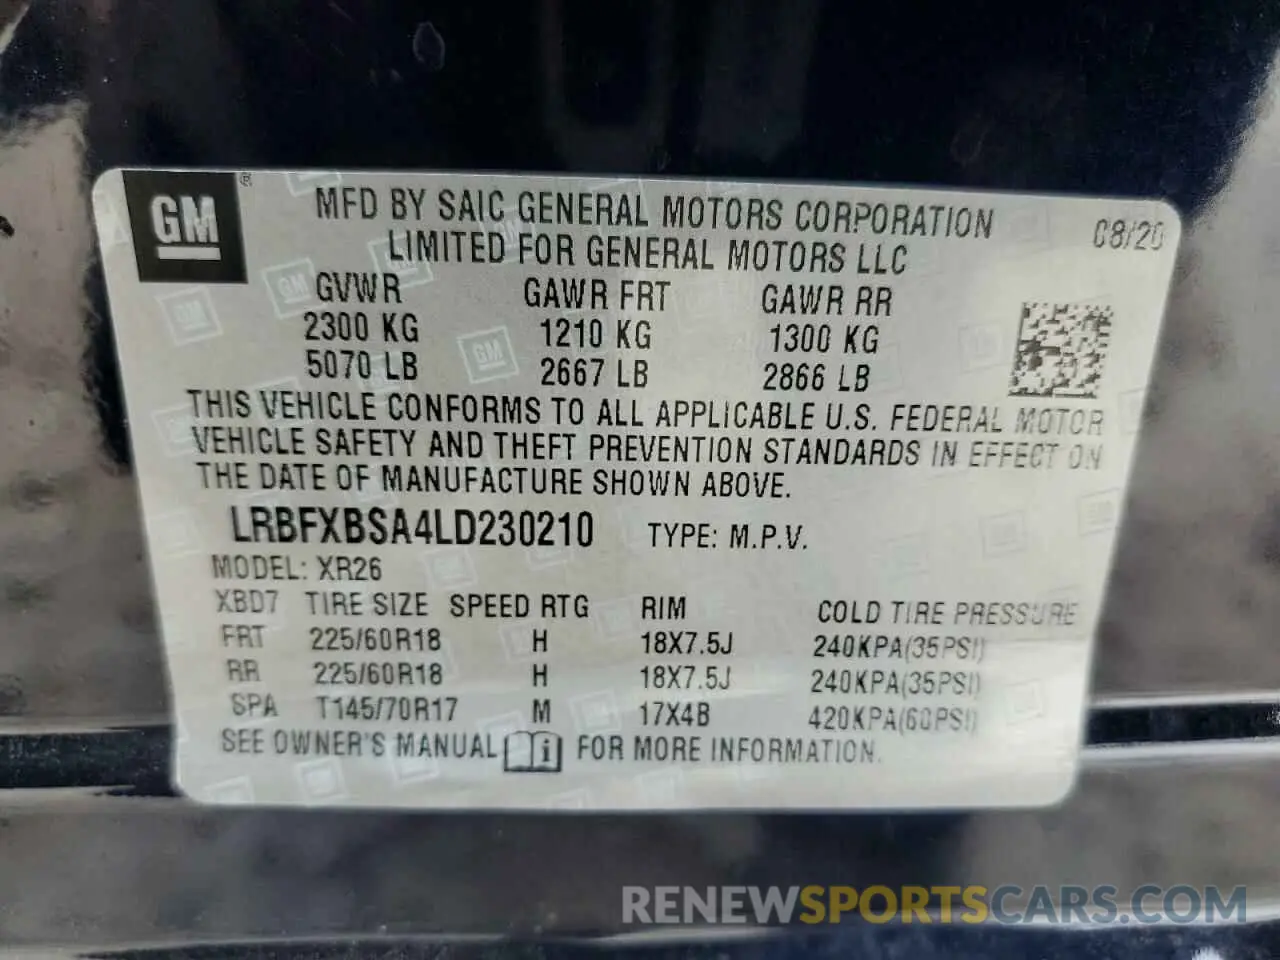 GM ®
MFD BY SAIC GENERAL MOTORS CORPORATION 08/20
LIMITED FOR GENERAL MOTORS LLC
GVWR GAWR FRT GAWR RR
2300 KG 1210 KG 1300 KG
5070 LB 2667 LB 2866 LB
THIS VEHICLE CONFORMS TO ALL APPLICABLE U.S. FEDERAL MOTOR
VEHICLE SAFETY AND THEFT PREVENTION STANDARDS IN EFFECT ON
THE DATE OF MANUFACTURE SHOWN ABOVE.
LRBFXBSA4LD230210 TYPE: M.P.V.
MODEL: XR26
XBD7 TIRE SIZE SPEED RTG RIM COLD TIRE PRESSURE
FRT 225/60R18 H 18X7.5J 240KPA(35PSI)
RR 225/60R18 H 18X7.5J 240KPA(35PSI)
SPA T145/70R17 M 17X4B 420KPA(60PSI)
SEE OWNER'S MANUAL i FOR MORE INFORMATION.
RENEWSPORTSCARS.COM